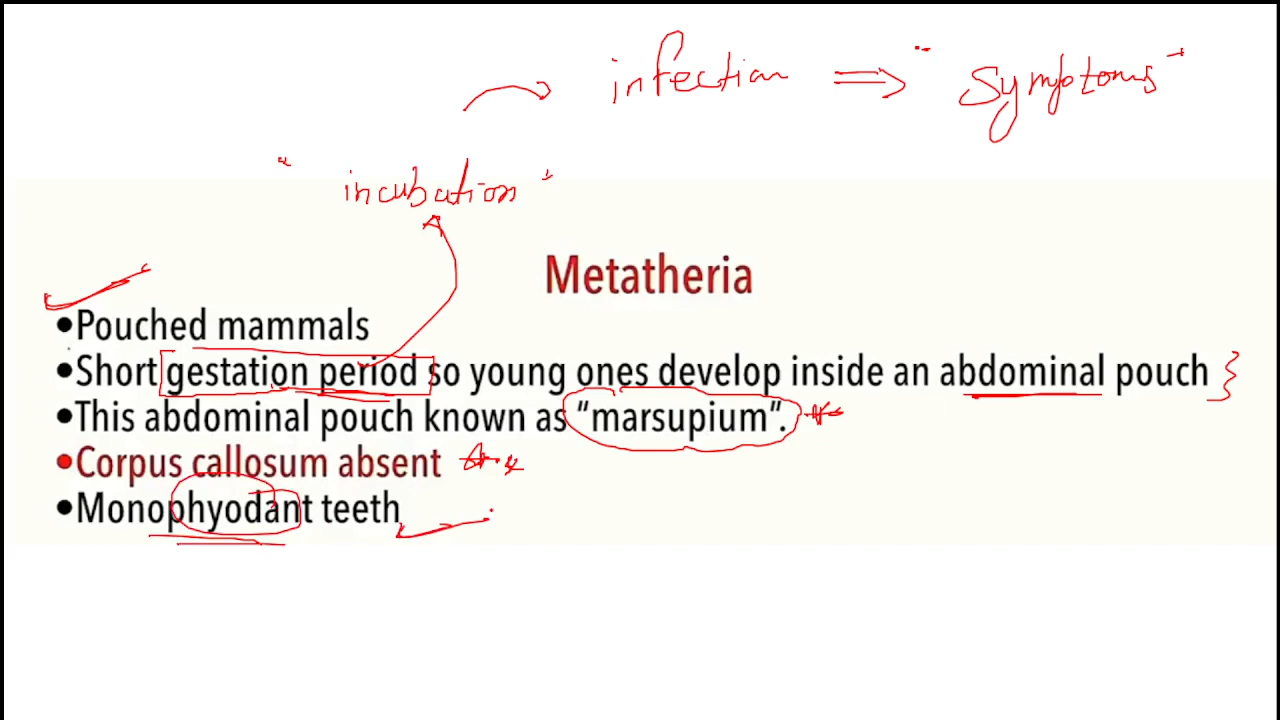 infection ⇒ "symptoms"
"incubation"
Metatheria
•Pouched mammals
•Short gestation period so young ones develop inside an abdominal pouch
•This abdominal pouch known as “marsupium”.
•Corpus callosum absent
•Monophyodant teeth